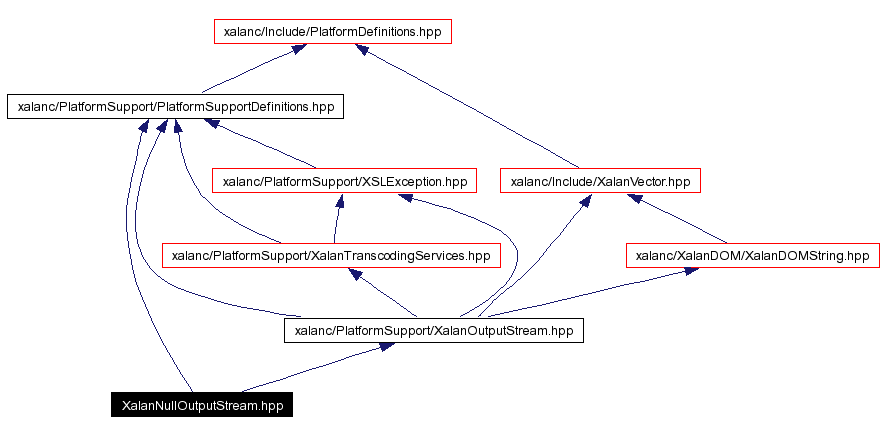 xalanc/Include/PlatformDefinitions.hpp
xalanc/PlatformSupport/PlatformSupportDefinitions.hpp
xalanc/PlatformSupport/XSLException.hpp
xalanc/Include/XalanVector.hpp
xalanc/PlatformSupport/XalanTranscodingServices.hpp
xalanc/XalanDOM/XalanDOMString.hpp
xalanc/PlatformSupport/XalanOutputStream.hpp
XalanNullOutputStream.hpp